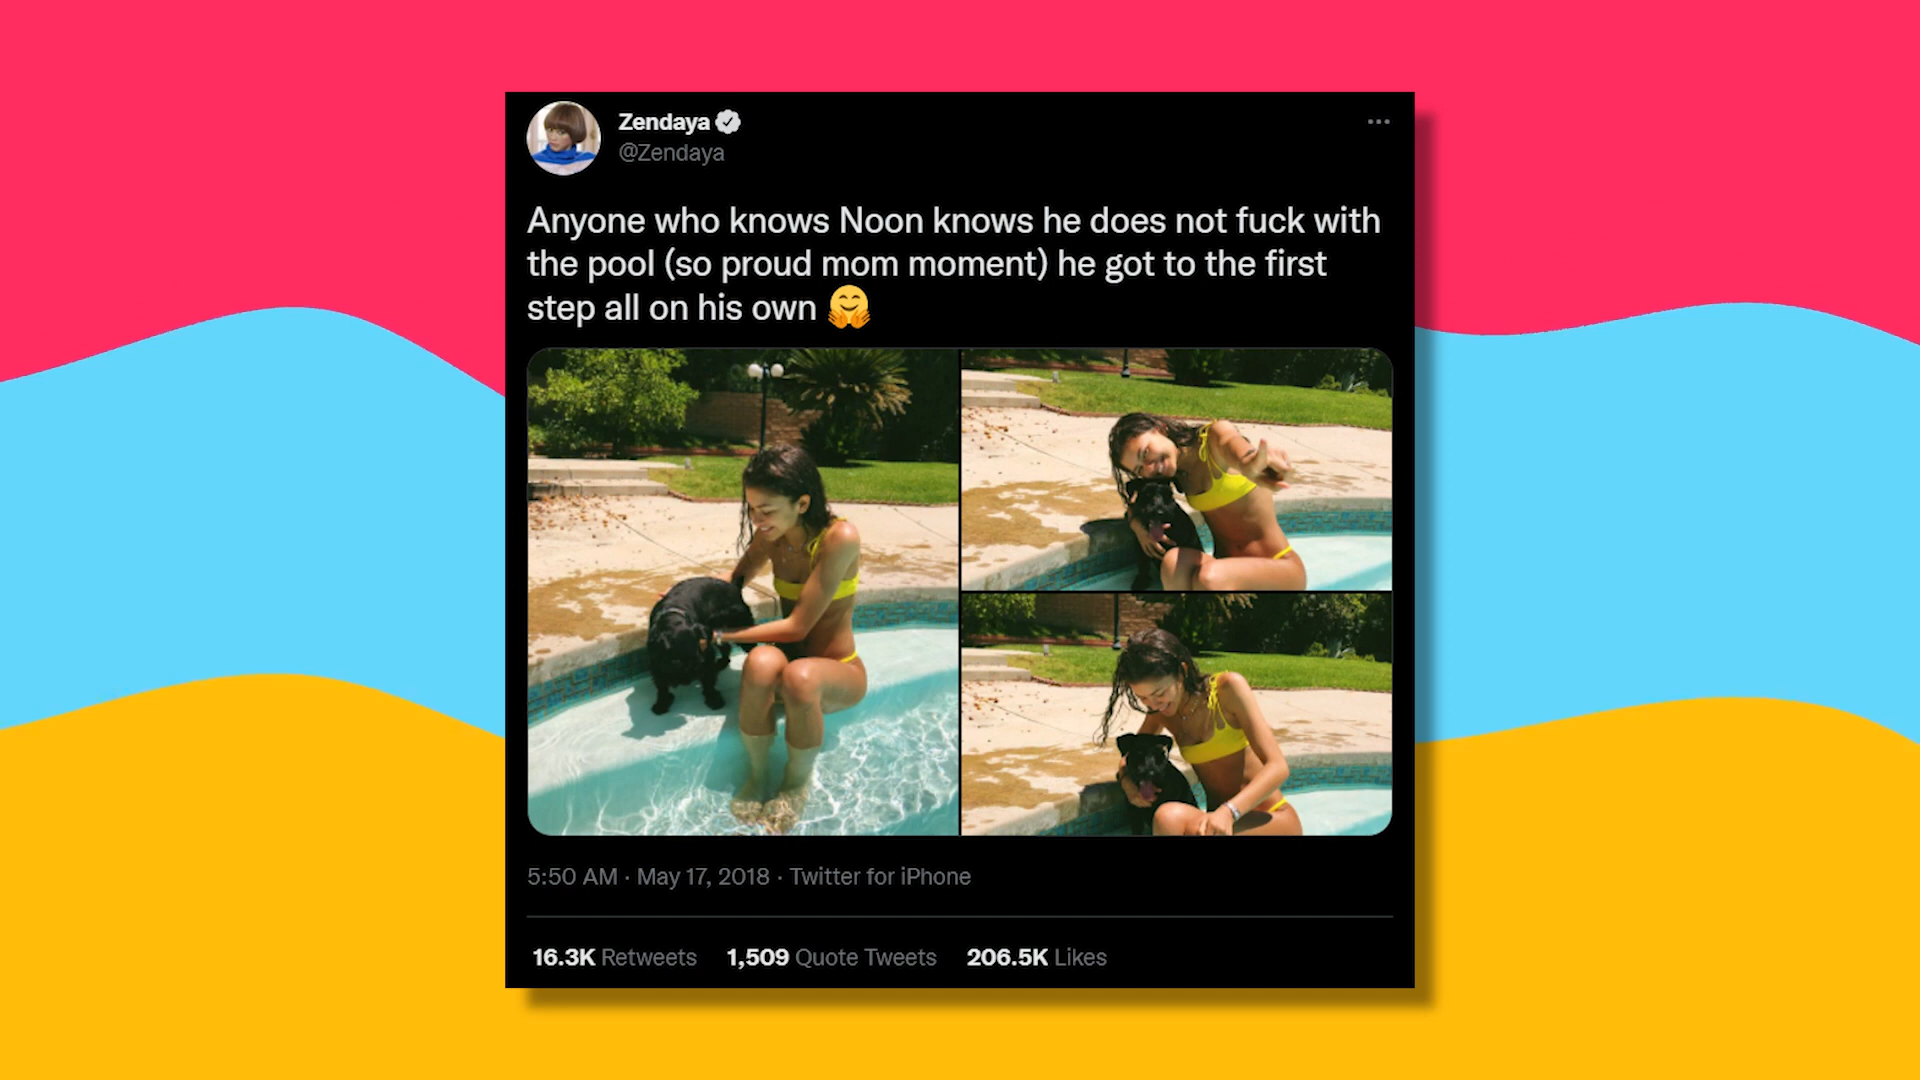 Zendaya
@Zendaya
Anyone who knows Noon knows he does not fuck with
the pool (so proud mom moment) he got to the first
step all on his own 🤗
5:50 AM · May 17, 2018 · Twitter for iPhone
16.3K Retweets 1,509 Quote Tweets 206.5K Likes